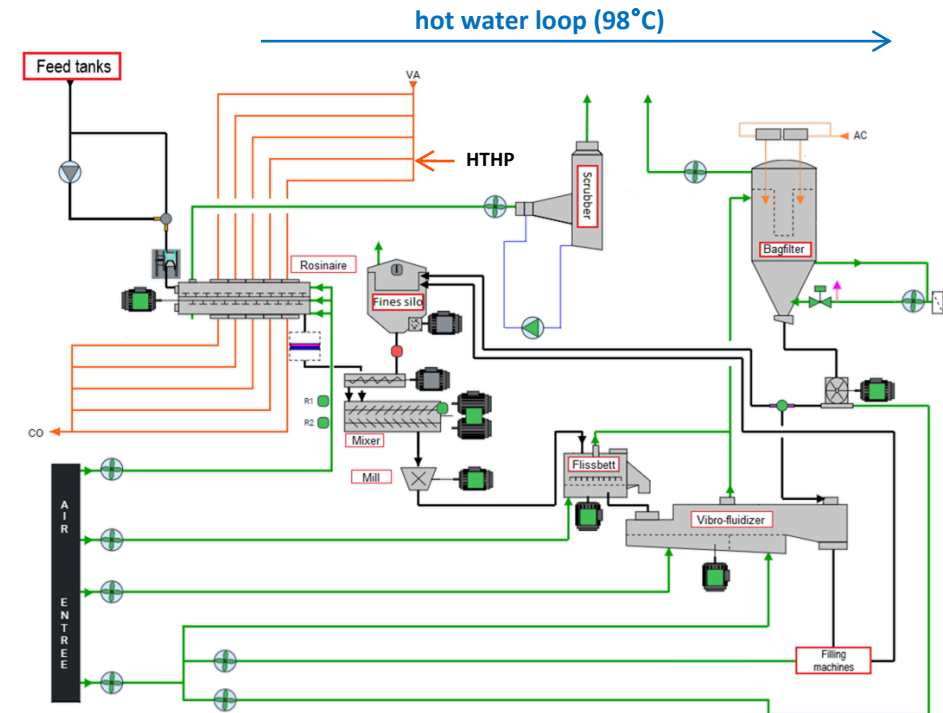 hot water loop (98°C)
Feed tanks
VA
HTHP
AC
Scrubber
Bagfilter
Rosinaire
Fines silo
R1
R2
CO
Mixer
Mill
Flissbett
Vibro-fluidizer
AIR ENTREE
Filling
machines